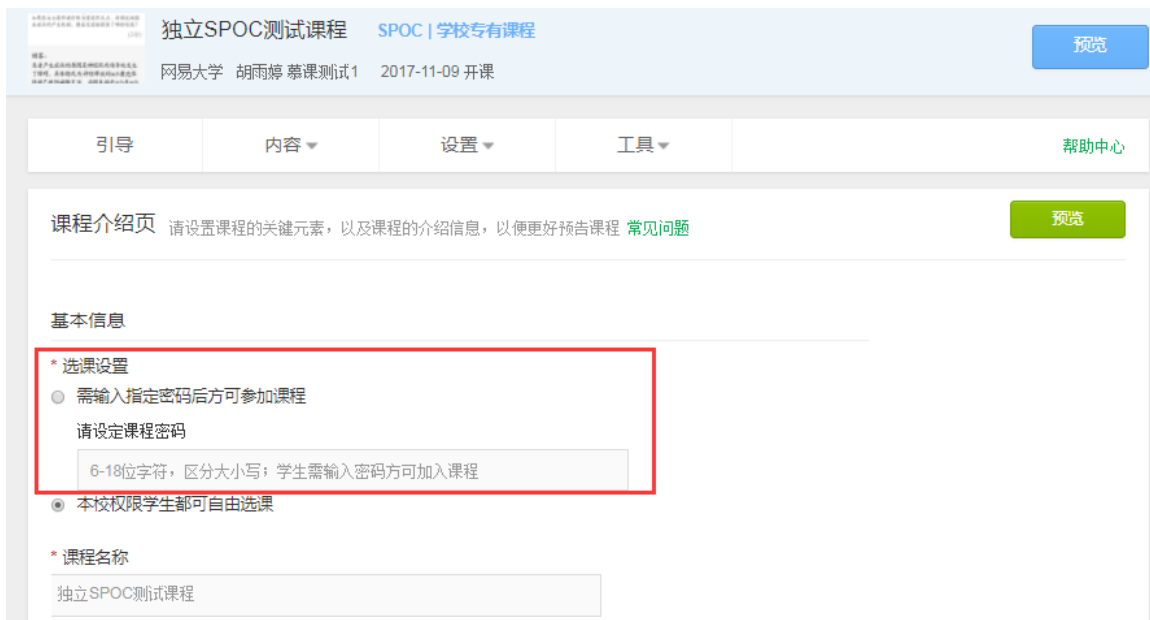 独立SPOC测试课程 SPOC | 学校专有课程
预览
网易大学 胡雨婷 慕课测试1 2017-11-09 开课
引导 内容 设置 工具 帮助中心
课程介绍页 请设置课程的关键元素，以及课程的介绍信息，以便更好预告课程 常见问题
预览
基本信息
* 选课设置
需输入指定密码后方可参加课程
请设定课程密码
6-18位字符，区分大小写；学生需输入密码方可加入课程
本校权限学生都可自由选课
* 课程名称
独立SPOC测试课程